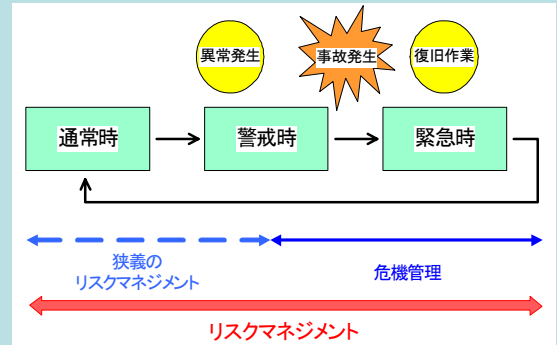 異常発生
事故発生
復旧作業
通常時
警戒時
緊急時
狭義の
リスクマネジメント
危機管理
リスクマネジメント